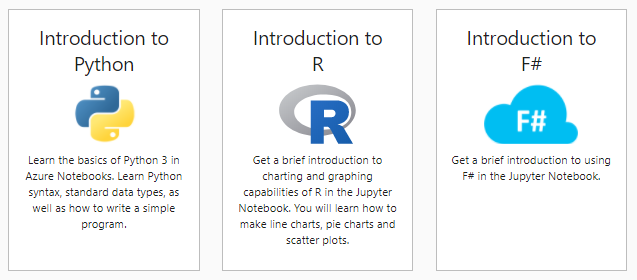 Introduction to
Python
Learn the basics of Python 3 in
Azure Notebooks. Learn Python
syntax, standard data types, as
well as how to write a simple
program.
Introduction to
R
R
Get a brief introduction to
charting and graphing
capabilities of R in the Jupyter
Notebook. You will learn how to
make line charts, pie charts and
scatter plots.
Introduction to
F#
F#
Get a brief introduction to using
F# in the Jupyter Notebook.